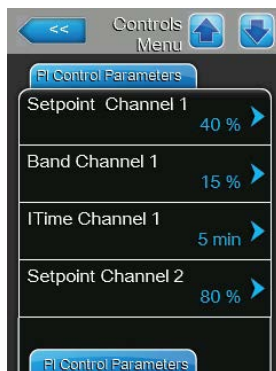 << Controls
Menu
PI Control Parameters
Setpoint Channel 1
40 %
Band Channel 1
15 %
ITime Channel 1
5 min
Setpoint Channel 2
80 %
PI Control Parameters